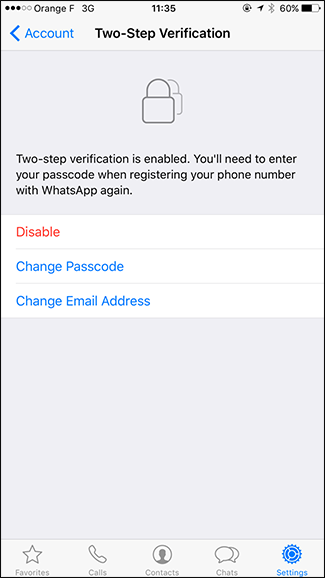 Orange F 3G 11:35 60%
Account Two-Step Verification
Two-step verification is enabled. You'll need to enter
your passcode when registering your phone number
with WhatsApp again.
Disable
Change Passcode
Change Email Address
Favorites Calls Contacts Chats Settings